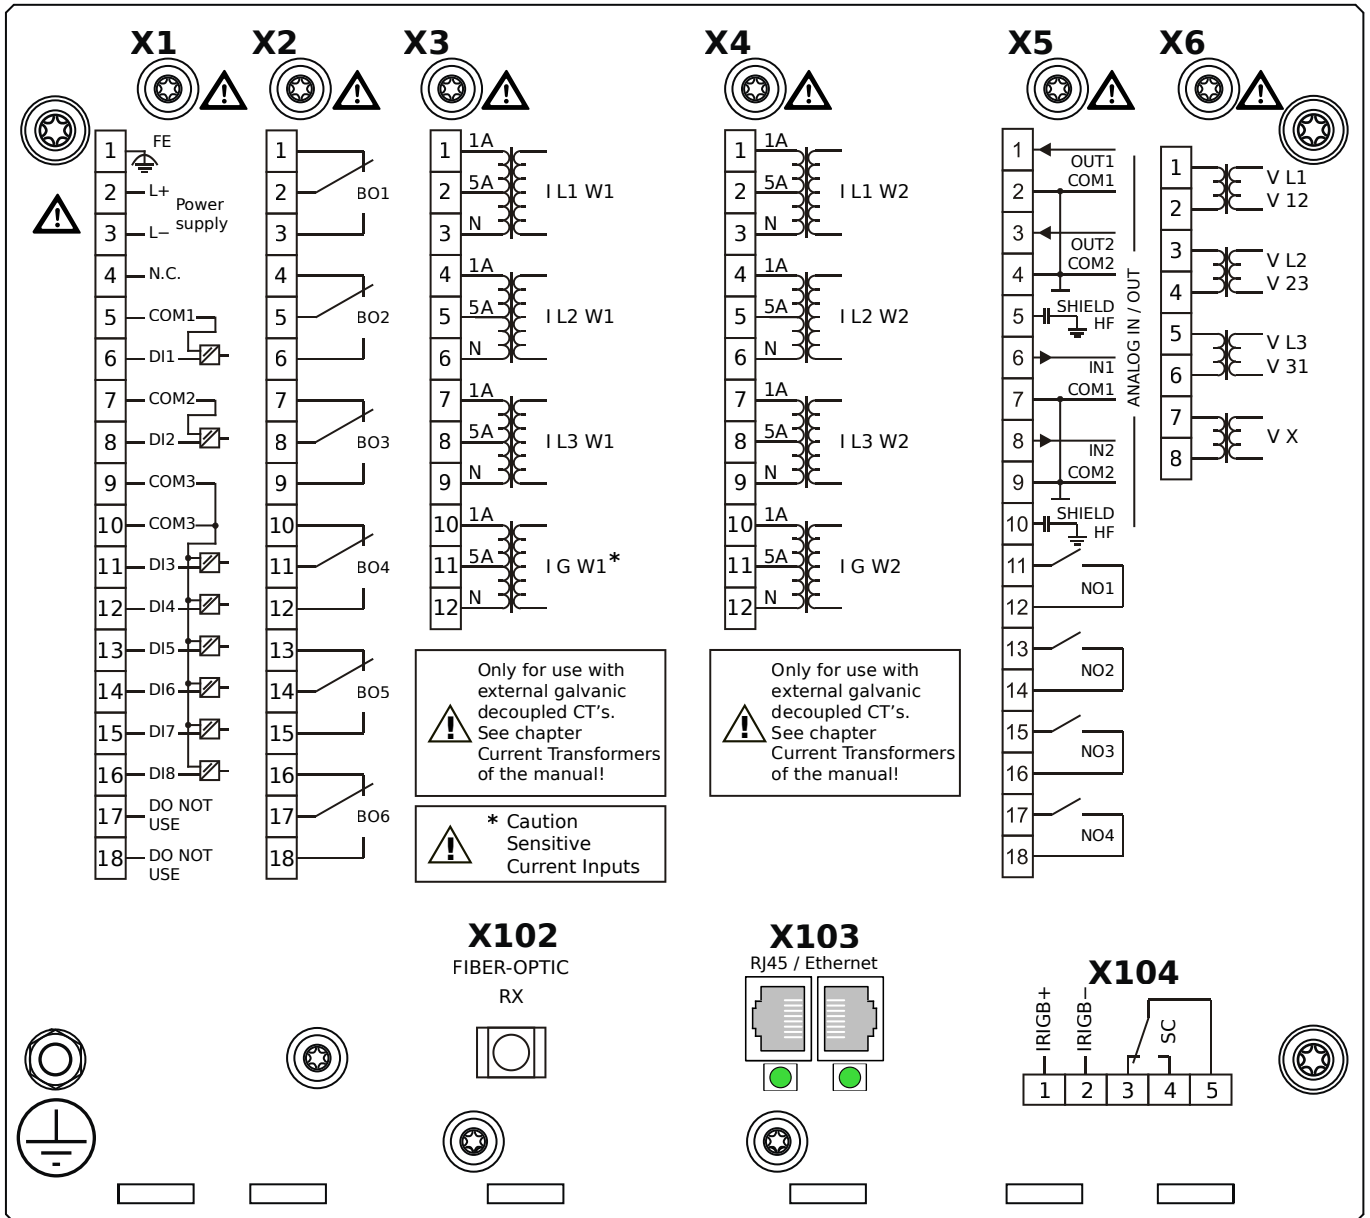 X1
X2
X3
X4
X5
X6
1 FE
2 L+
Power
supply
3 L−
4 N.C.
5 COM1
6 DI1
7 COM2
8 DI2
9 COM3
10 COM3
11 DI3
12 DI4
13 DI5
14 DI6
15 DI7
16 DI8
17 DO NOT
USE
18 DO NOT
USE
1
2 BO1
3
4
5 BO2
6
7
8 BO3
9
10
11 BO4
12
13
14 BO5
15
16
17 BO6
18
1 1A
2 5A I L1 W1
3 N
4 1A
5 5A I L2 W1
6 N
7 1A
8 5A I L3 W1
9 N
10 1A
11 5A I G W1*
12 N
Only for use with
external galvanic
decoupled CT's.
See chapter
Current Transformers
of the manual!
* Caution
Sensitive
Current Inputs
1 1A
2 5A I L1 W2
3 N
4 1A
5 5A I L2 W2
6 N
7 1A
8 5A I L3 W2
9 N
10 1A
11 5A I G W2
12 N
Only for use with
external galvanic
decoupled CT's.
See chapter
Current Transformers
of the manual!
1 OUT1
2 COM1
3 OUT2
4 COM2
5 SHIELD
HF
6 IN1
7 COM1
8 IN2
9 COM2
10 SHIELD
HF
ANALOG IN / OUT
11
NO1
12
13
NO2
14
15
NO3
16
17
NO4
18
1 V L1
2 V 12
3 V L2
4 V 23
5 V L3
6 V 31
7 V X
8
X102
FIBER-OPTIC
RX
X103
RJ45 / Ethernet
X104
IRIGB+
IRIGB−
SC
1 2 3 4 5